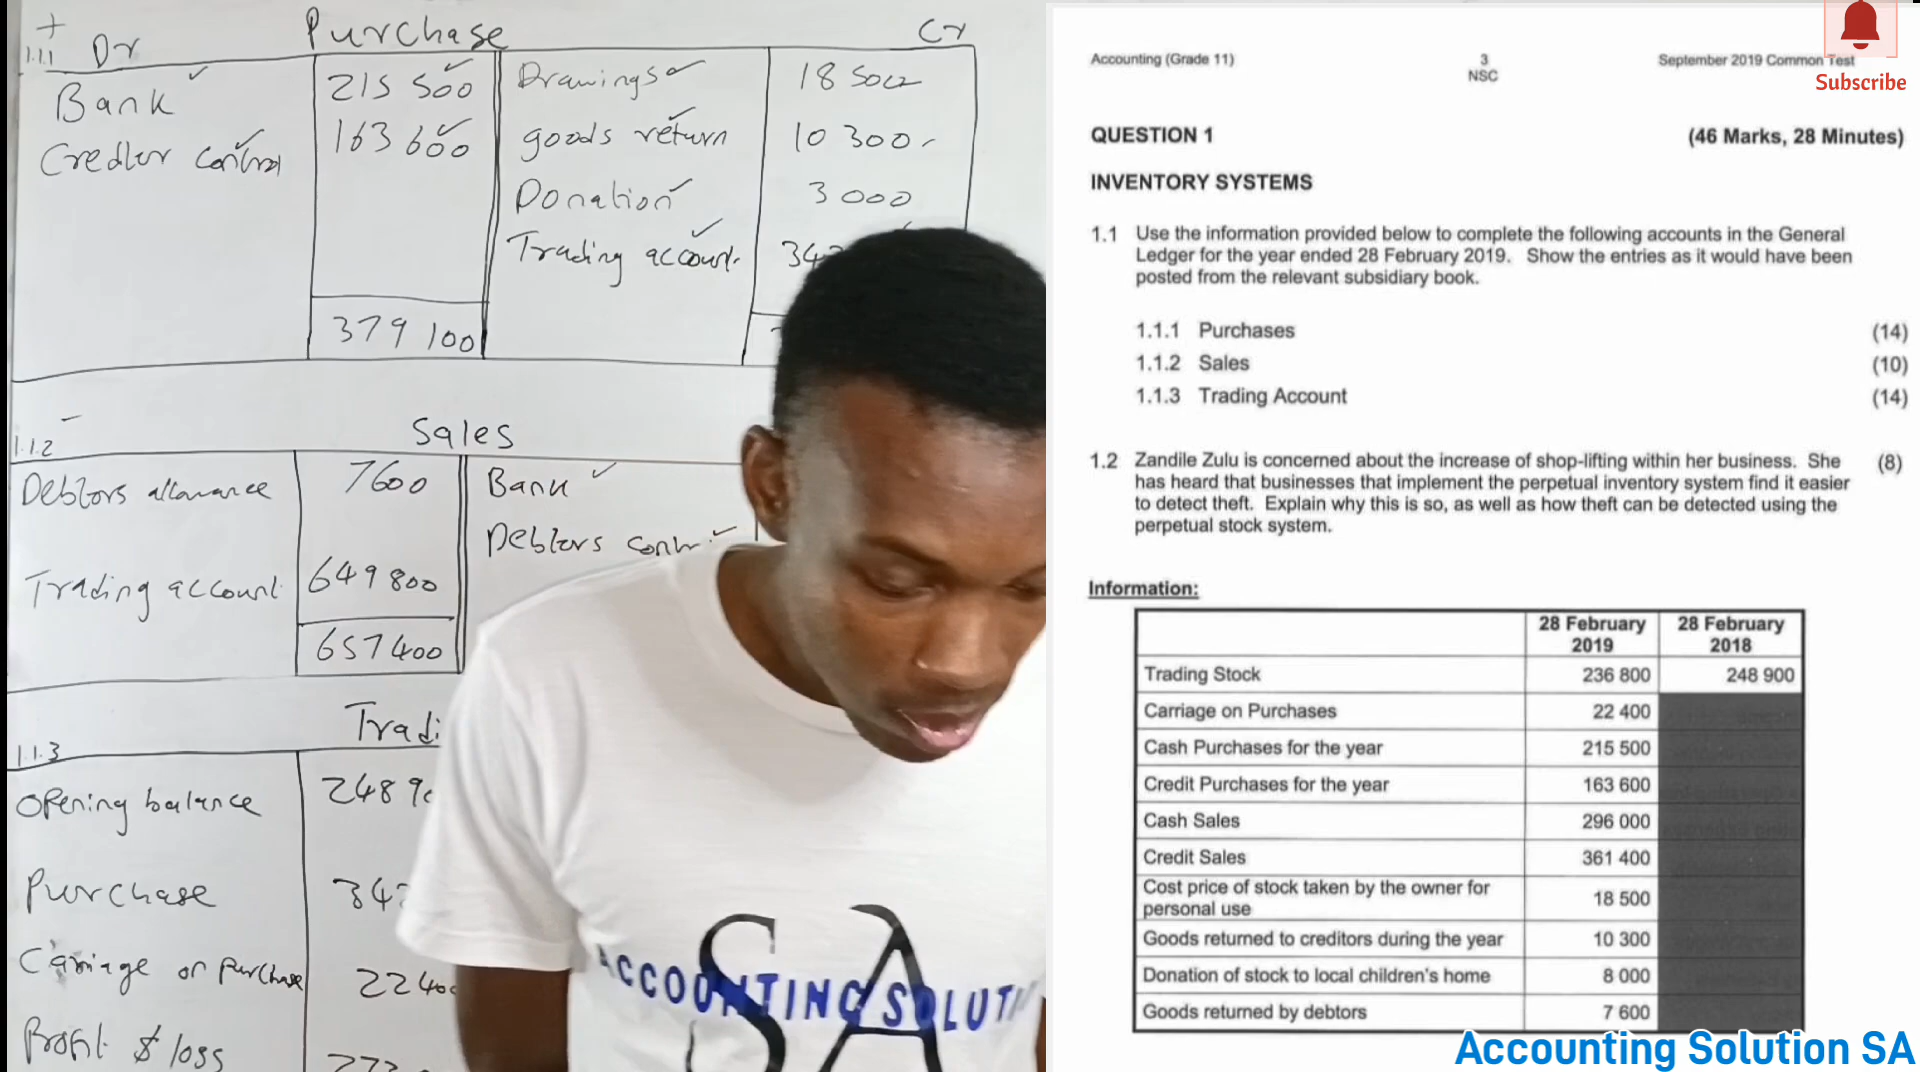 +
1.1.1 Dr Purchase Cr
Bank 215 500 Drawings 18 500
Creditor control 163 600 goods return 10 300
Donation 3 000
Trading account 34
379 100
1.1.2 Sales
Debtors allowance 7600 Bank
Debtors contr
Trading account 649 800
657 400
1.1.3 Tradi
Opening balance 248 9
Purchase 34
Carriage on purchase 22 40
Profit $ loss
SA
ACCOUNTING SOLUTI
Subscribe
Accounting (Grade 11) 3 September 2019 Common Test
NSC
QUESTION 1 (46 Marks, 28 Minutes)
INVENTORY SYSTEMS
1.1 Use the information provided below to complete the following accounts in the General
Ledger for the year ended 28 February 2019. Show the entries as it would have been
posted from the relevant subsidiary book.
1.1.1 Purchases (14)
1.1.2 Sales (10)
1.1.3 Trading Account (14)
1.2 Zandile Zulu is concerned about the increase of shop-lifting within her business. She (8)
has heard that businesses that implement the perpetual inventory system find it easier
to detect theft. Explain why this is so, as well as how theft can be detected using the
perpetual stock system.
Information:
28 February 28 February
2019 2018
Trading Stock 236 800 248 900
Carriage on Purchases 22 400
Cash Purchases for the year 215 500
Credit Purchases for the year 163 600
Cash Sales 296 000
Credit Sales 361 400
Cost price of stock taken by the owner for
personal use 18 500
Goods returned to creditors during the year 10 300
Donation of stock to local children's home 8 000
Goods returned by debtors 7 600
Accounting Solution SA